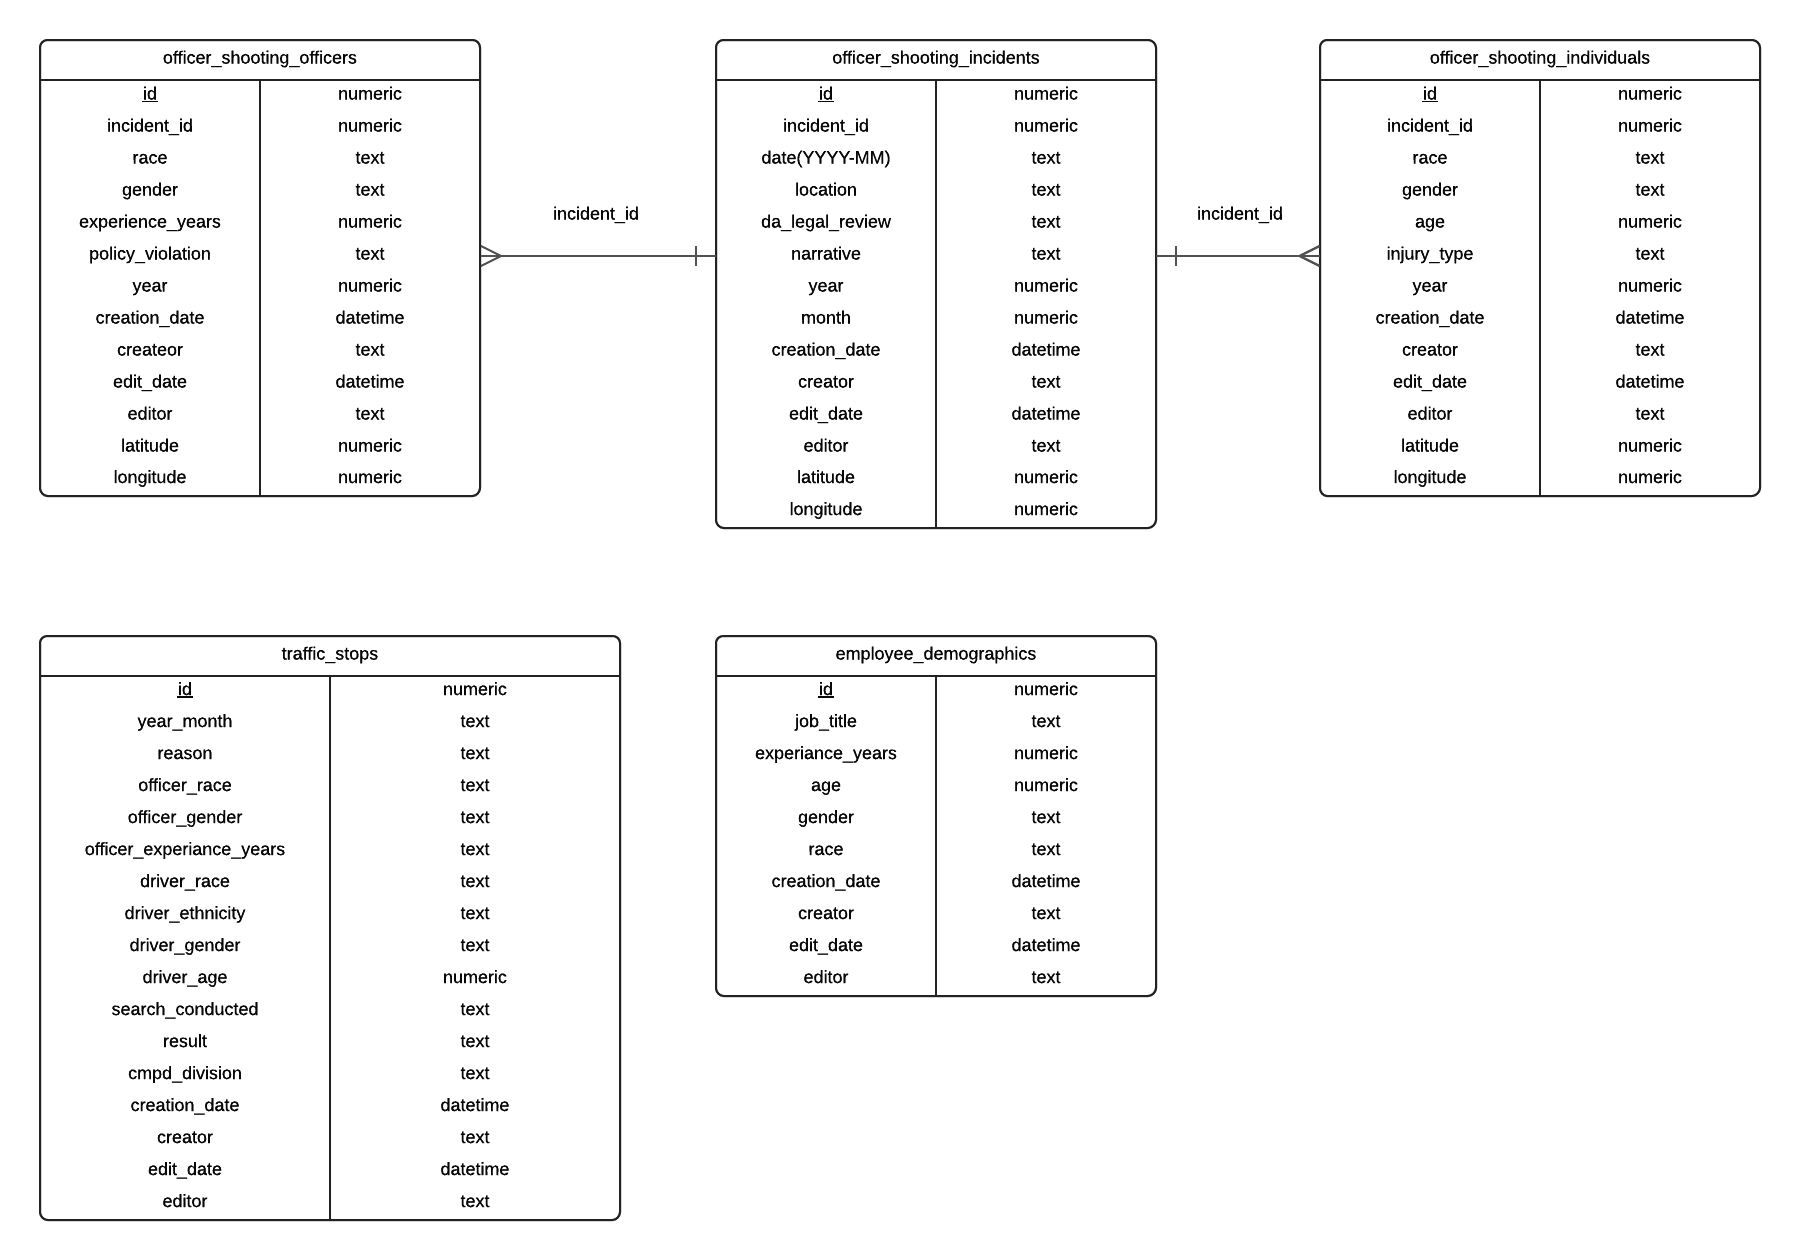 officer_shooting_officers
id numeric
incident_id numeric
race text
gender text
experience_years numeric
policy_violation text
year numeric
creation_date datetime
createor text
edit_date datetime
editor text
latitude numeric
longitude numeric
incident_id
officer_shooting_incidents
id numeric
incident_id numeric
date(YYYY-MM) text
location text
da_legal_review text
narrative text
year numeric
month numeric
creation_date datetime
creator text
edit_date datetime
editor text
latitude numeric
longitude numeric
incident_id
officer_shooting_individuals
id numeric
incident_id numeric
race text
gender text
age numeric
injury_type text
year numeric
creation_date datetime
creator text
edit_date datetime
editor text
latitude numeric
longitude numeric
traffic_stops
id numeric
year_month text
reason text
officer_race text
officer_gender text
officer_experiance_years text
driver_race text
driver_ethnicity text
driver_gender text
driver_age numeric
search_conducted text
result text
cmpd_division text
creation_date datetime
creator text
edit_date datetime
editor text
employee_demographics
id numeric
job_title text
experiance_years numeric
age numeric
gender text
race text
creation_date datetime
creator text
edit_date datetime
editor text